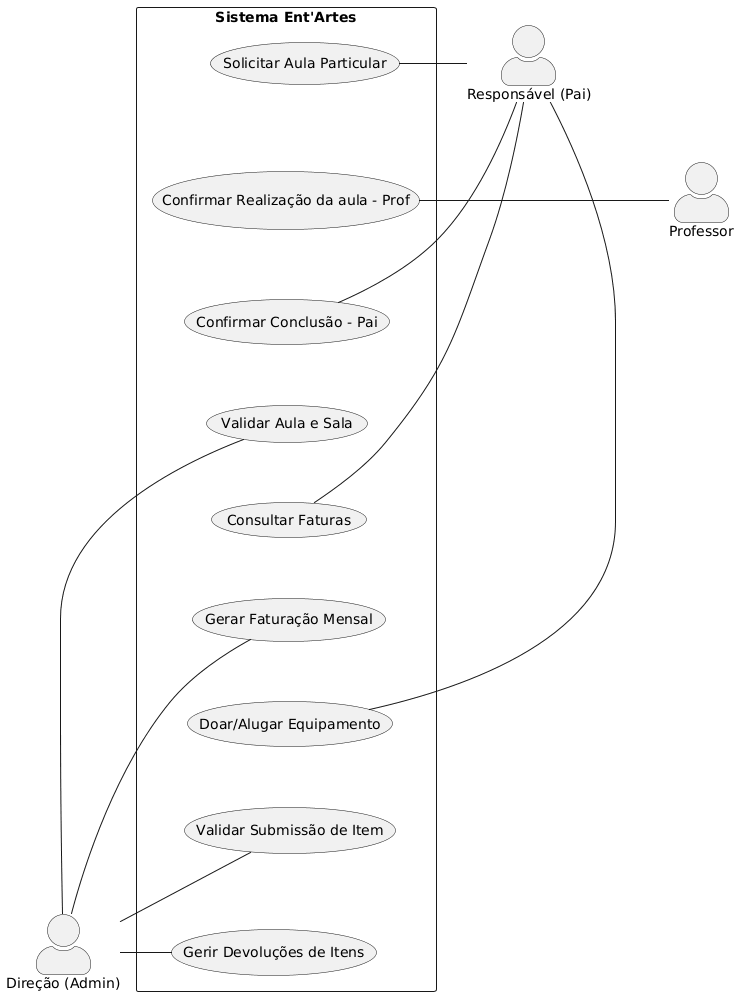 Sistema Ent'Artes
Solicitar Aula Particular
Responsável (Pai)
Confirmar Realização da aula - Prof
Professor
Confirmar Conclusão - Pai
Validar Aula e Sala
Consultar Faturas
Gerar Faturação Mensal
Doar/Alugar Equipamento
Validar Submissão de Item
Gerir Devoluções de Itens
Direção (Admin)